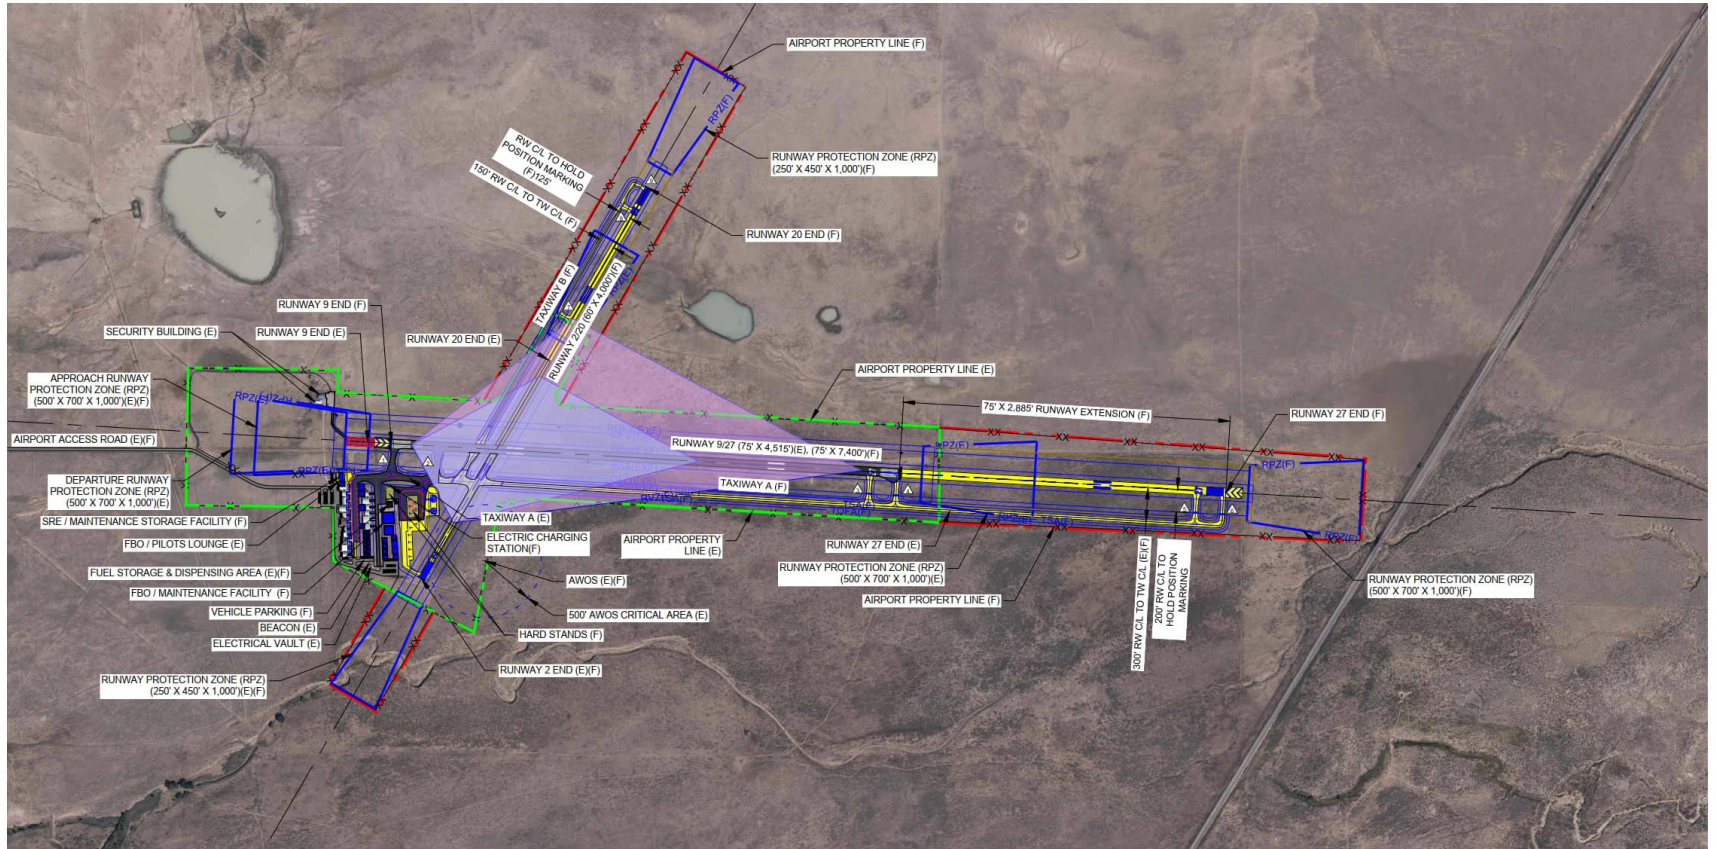 AIRPORT PROPERTY LINE (F)
RPZ(F)
RW C/L TO HOLD
POSITION MARKING
(F)125'
150' RW C/L TO TW C/L (F)
RUNWAY PROTECTION ZONE (RPZ)
(250' X 450' X 1,000')(F)
RUNWAY 20 END (F)
TAXIWAY B (F)
RPZ(E)
RUNWAY 2/20 (60' X 4,000')(F)
RUNWAY 9 END (F)
SECURITY BUILDING (E)
RUNWAY 9 END (E)
RUNWAY 20 END (E)
APPROACH RUNWAY
PROTECTION ZONE (RPZ)
(500' X 700' X 1,000')(E)(F)
AIRPORT PROPERTY LINE (E)
75' X 2,885' RUNWAY EXTENSION (F)
RUNWAY 27 END (F)
AIRPORT ACCESS ROAD (E)(F)
RUNWAY 9/27 (75' X 4,515')(E), (75' X 7,400')(F)
RPZ(E)
RPZ(F)
DEPARTURE RUNWAY
PROTECTION ZONE (RPZ)
(500' X 700' X 1,000')(E)
TAXIWAY A (F)
SRE / MAINTENANCE STORAGE FACILITY (F)
TAXIWAY A (E)
FBO / PILOTS LOUNGE (E)
ELECTRIC CHARGING
STATION(F)
AIRPORT PROPERTY
LINE (E)
RUNWAY 27 END (E)
RPZ(F)
FUEL STORAGE & DISPENSING AREA (E)(F)
AWOS (E)(F)
RUNWAY PROTECTION ZONE (RPZ)
(500' X 700' X 1,000')(E)
RUNWAY PROTECTION ZONE (RPZ)
(500' X 700' X 1,000')(F)
FBO / MAINTENANCE FACILITY (F)
AIRPORT PROPERTY LINE (F)
300' RW C/L TO TW C/L (E)(F)
200' RW C/L TO
HOLD POSITION
MARKING
VEHICLE PARKING (F)
500' AWOS CRITICAL AREA (E)
BEACON (E)
HARD STANDS (F)
ELECTRICAL VAULT (E)
RUNWAY 2 END (E)(F)
RUNWAY PROTECTION ZONE (RPZ)
(250' X 450' X 1,000')(E)(F)